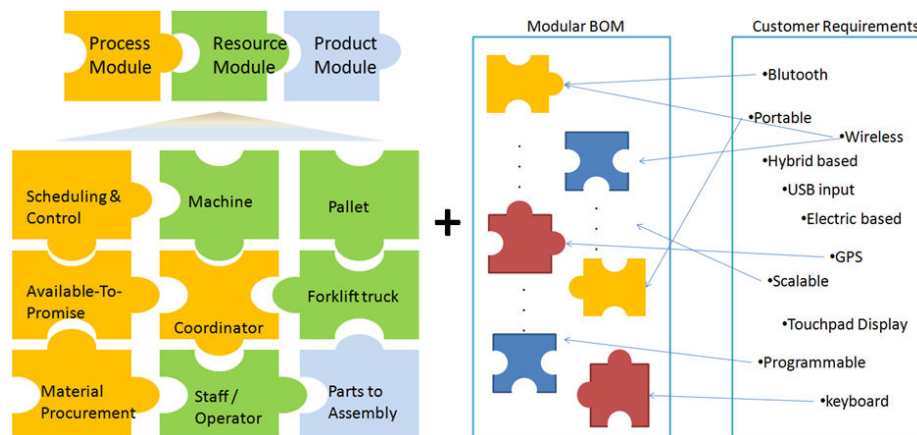 Process
Module
Resource
Module
Product
Module
Scheduling &
Control
Machine
Pallet
Available-To-
Promise
Coordinator
Forklift truck
Material
Procurement
Staff /
Operator
Parts to
Assembly
+
Modular BOM
Customer Requirements
•Blutooth
•Portable
•Wireless
•Hybrid based
•USB input
•Electric based
•GPS
•Scalable
•Touchpad Display
•Programmable
•keyboard